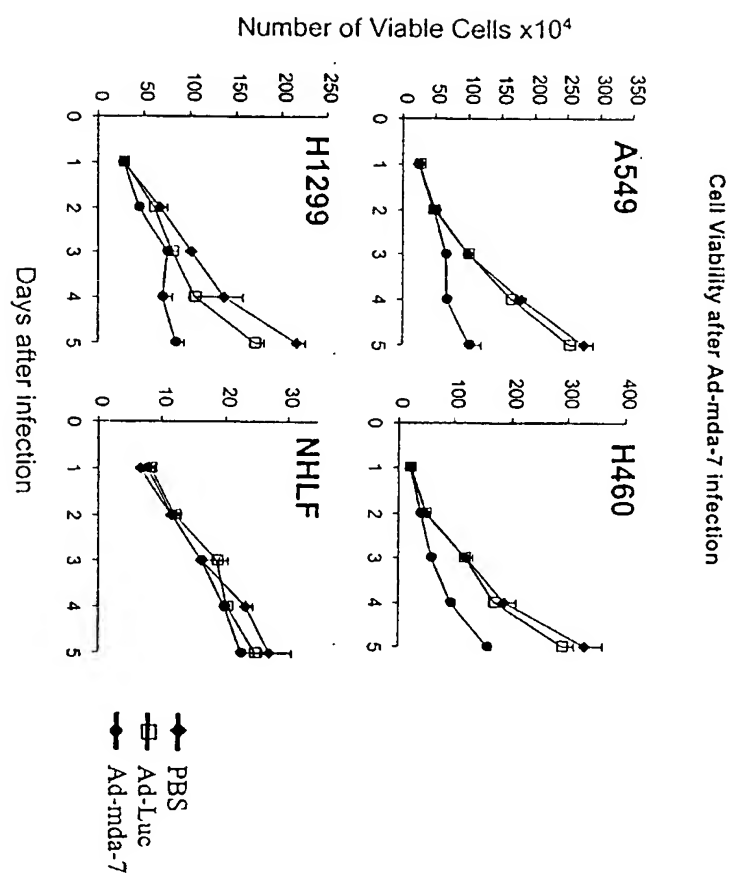 Cell Viability after Ad-mda-7 infection
Number of Viable Cells x10⁴
A549
350
300
250
200
150
100
50
0
0 1 2 3 4 5
H460
400
300
200
100
0
0 1 2 3 4 5
H1299
250
200
150
100
50
0
0 1 2 3 4 5
NHLF
30
20
10
0
0 1 2 3 4 5
Days after infection
PBS
Ad-Luc
Ad-mda-7